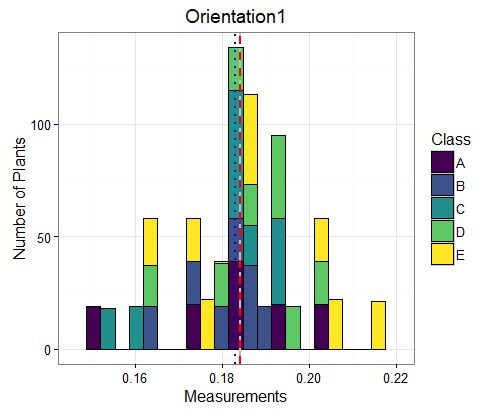 Orientation1
Number of Plants
100
50
0
0.16
0.18
0.20
0.22
Measurements
Class
A
B
C
D
E